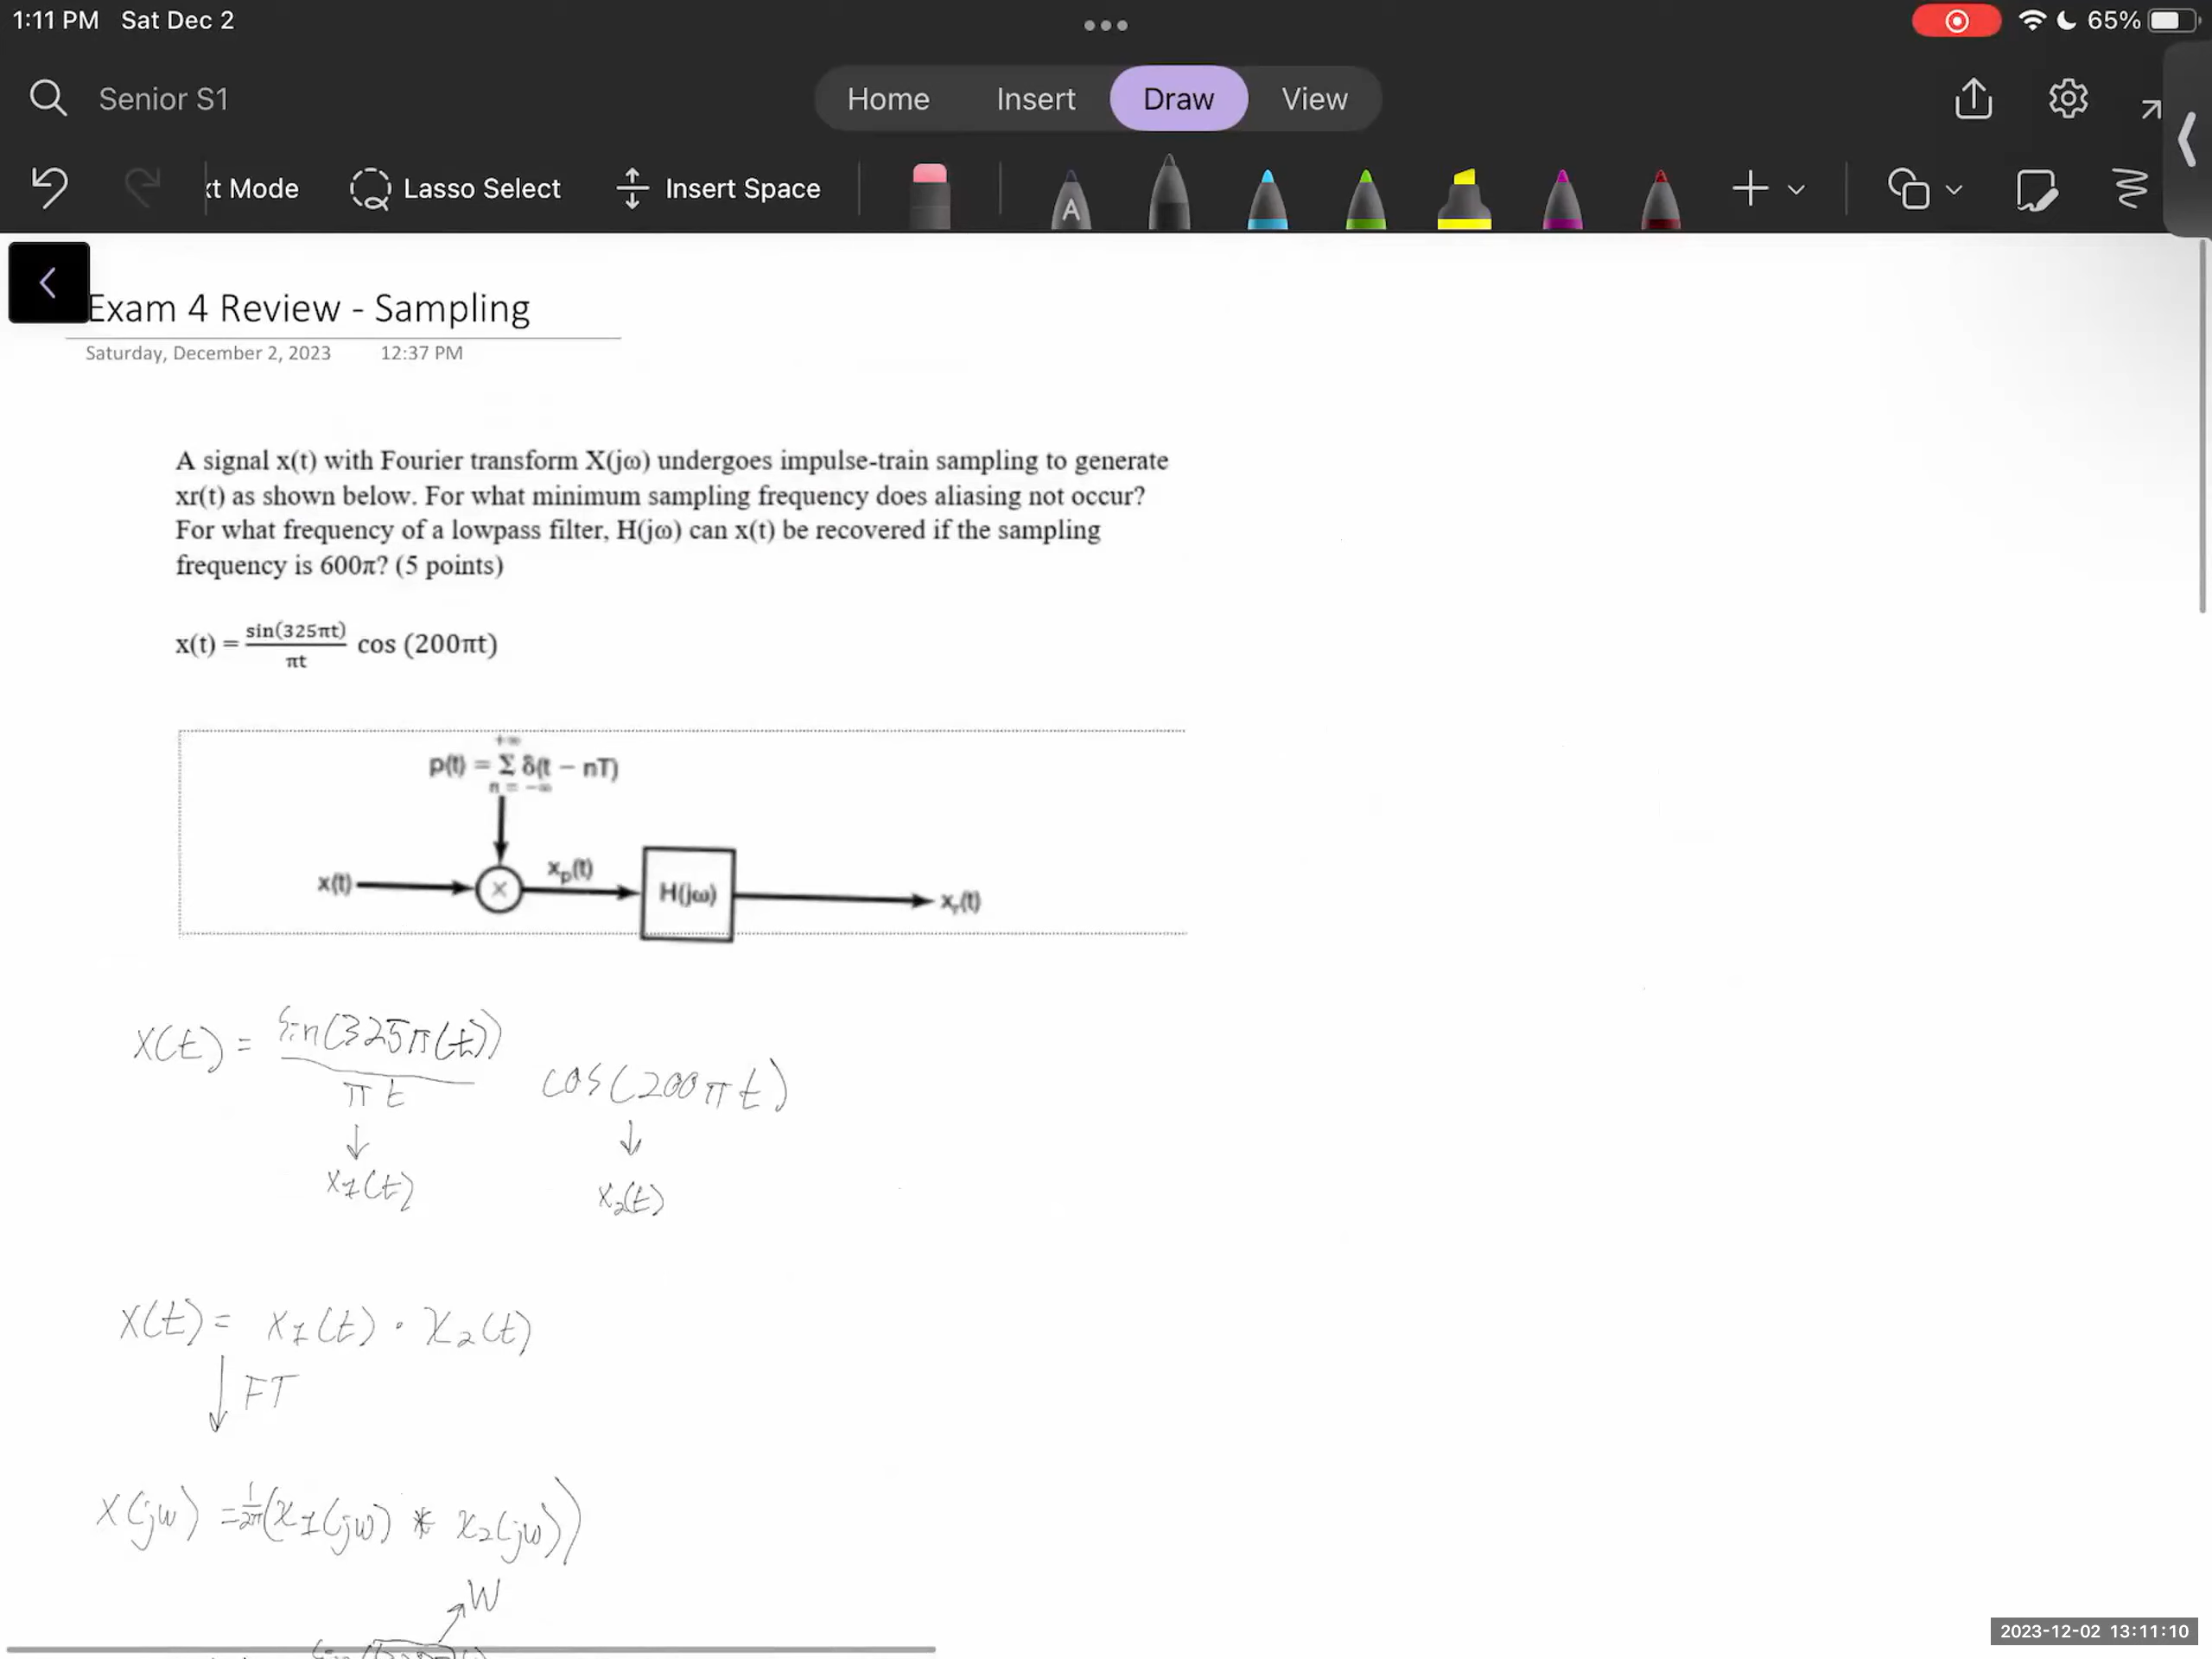 1:11 PM Sat Dec 2
65%
Senior S1
Home Insert Draw View
xt Mode Lasso Select Insert Space
A
Exam 4 Review - Sampling
Saturday, December 2, 2023 12:37 PM
A signal x(t) with Fourier transform X(jω) undergoes impulse-train sampling to generate
xr(t) as shown below. For what minimum sampling frequency does aliasing not occur?
For what frequency of a lowpass filter, H(jω) can x(t) be recovered if the sampling
frequency is 600π? (5 points)
x(t) = sin(325πt)/πt cos (200πt)
+∞
p(t) = Σ δ(t − nT)
n = −∞
x(t) × xp(t) H(jω) xr(t)
X(t) = sin(325π(t))/πt cos(200πt)
↓ ↓
x1(t) x2(t)
X(t) = x1(t) · x2(t)
↓ FT
X(jw) = 1/2π (x1(jw) * x2(jw))
W
2023-12-02 13:11:10